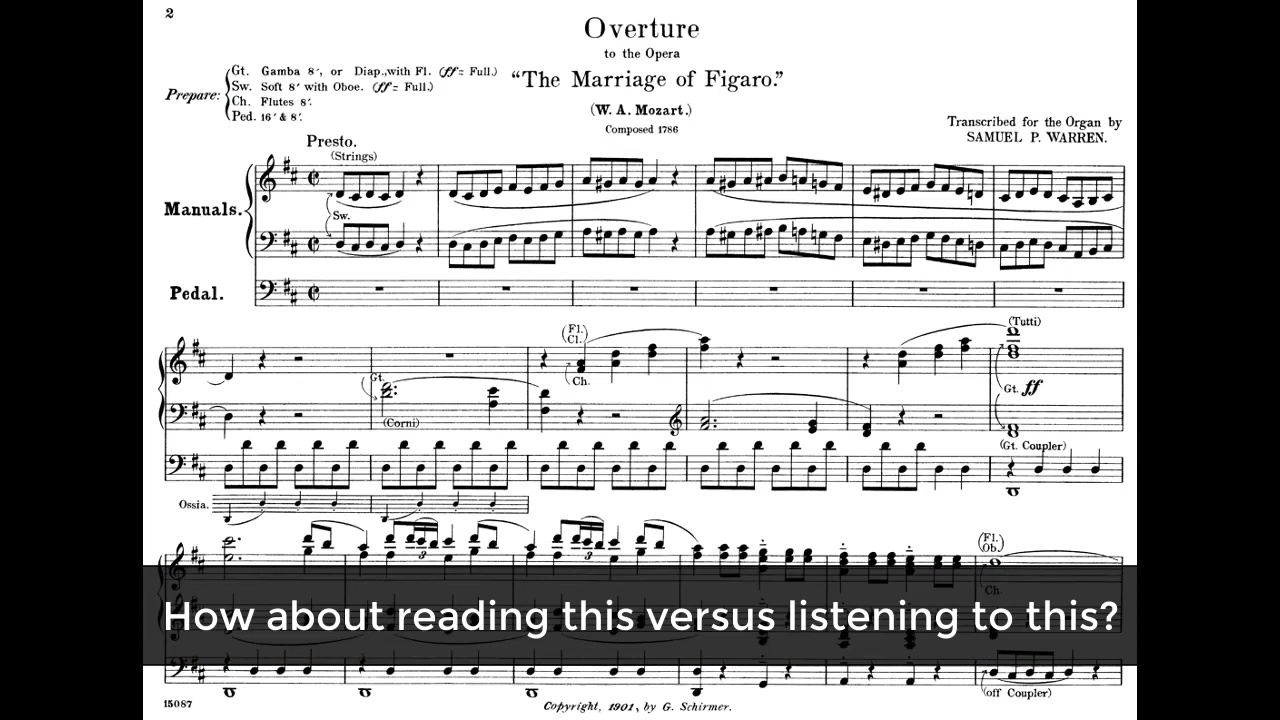 2
Overture
to the Opera
"The Marriage of Figaro."
(W. A. Mozart.)
Composed 1786
Prepare:
Gt. Gamba 8', or Diap., with Fl. (ff = Full.)
Sw. Soft 8' with Oboe. (ff = Full.)
Ch. Flutes 8'.
Ped. 16' & 8'.
Transcribed for the Organ by
SAMUEL P. WARREN.
Presto.
(Strings)
Manuals.
Sw.
Pedal.
(Fl.)
Cl.)
(Tutti)
Gt.
Ch.
Gt. ff
(Corni)
(Gt. Coupler)
Ossia.
3
3
(Fl.)
Ob.)
Ch.
How about reading this versus listening to this?
(off Coupler)
15087
Copyright, 1901, by G. Schirmer.